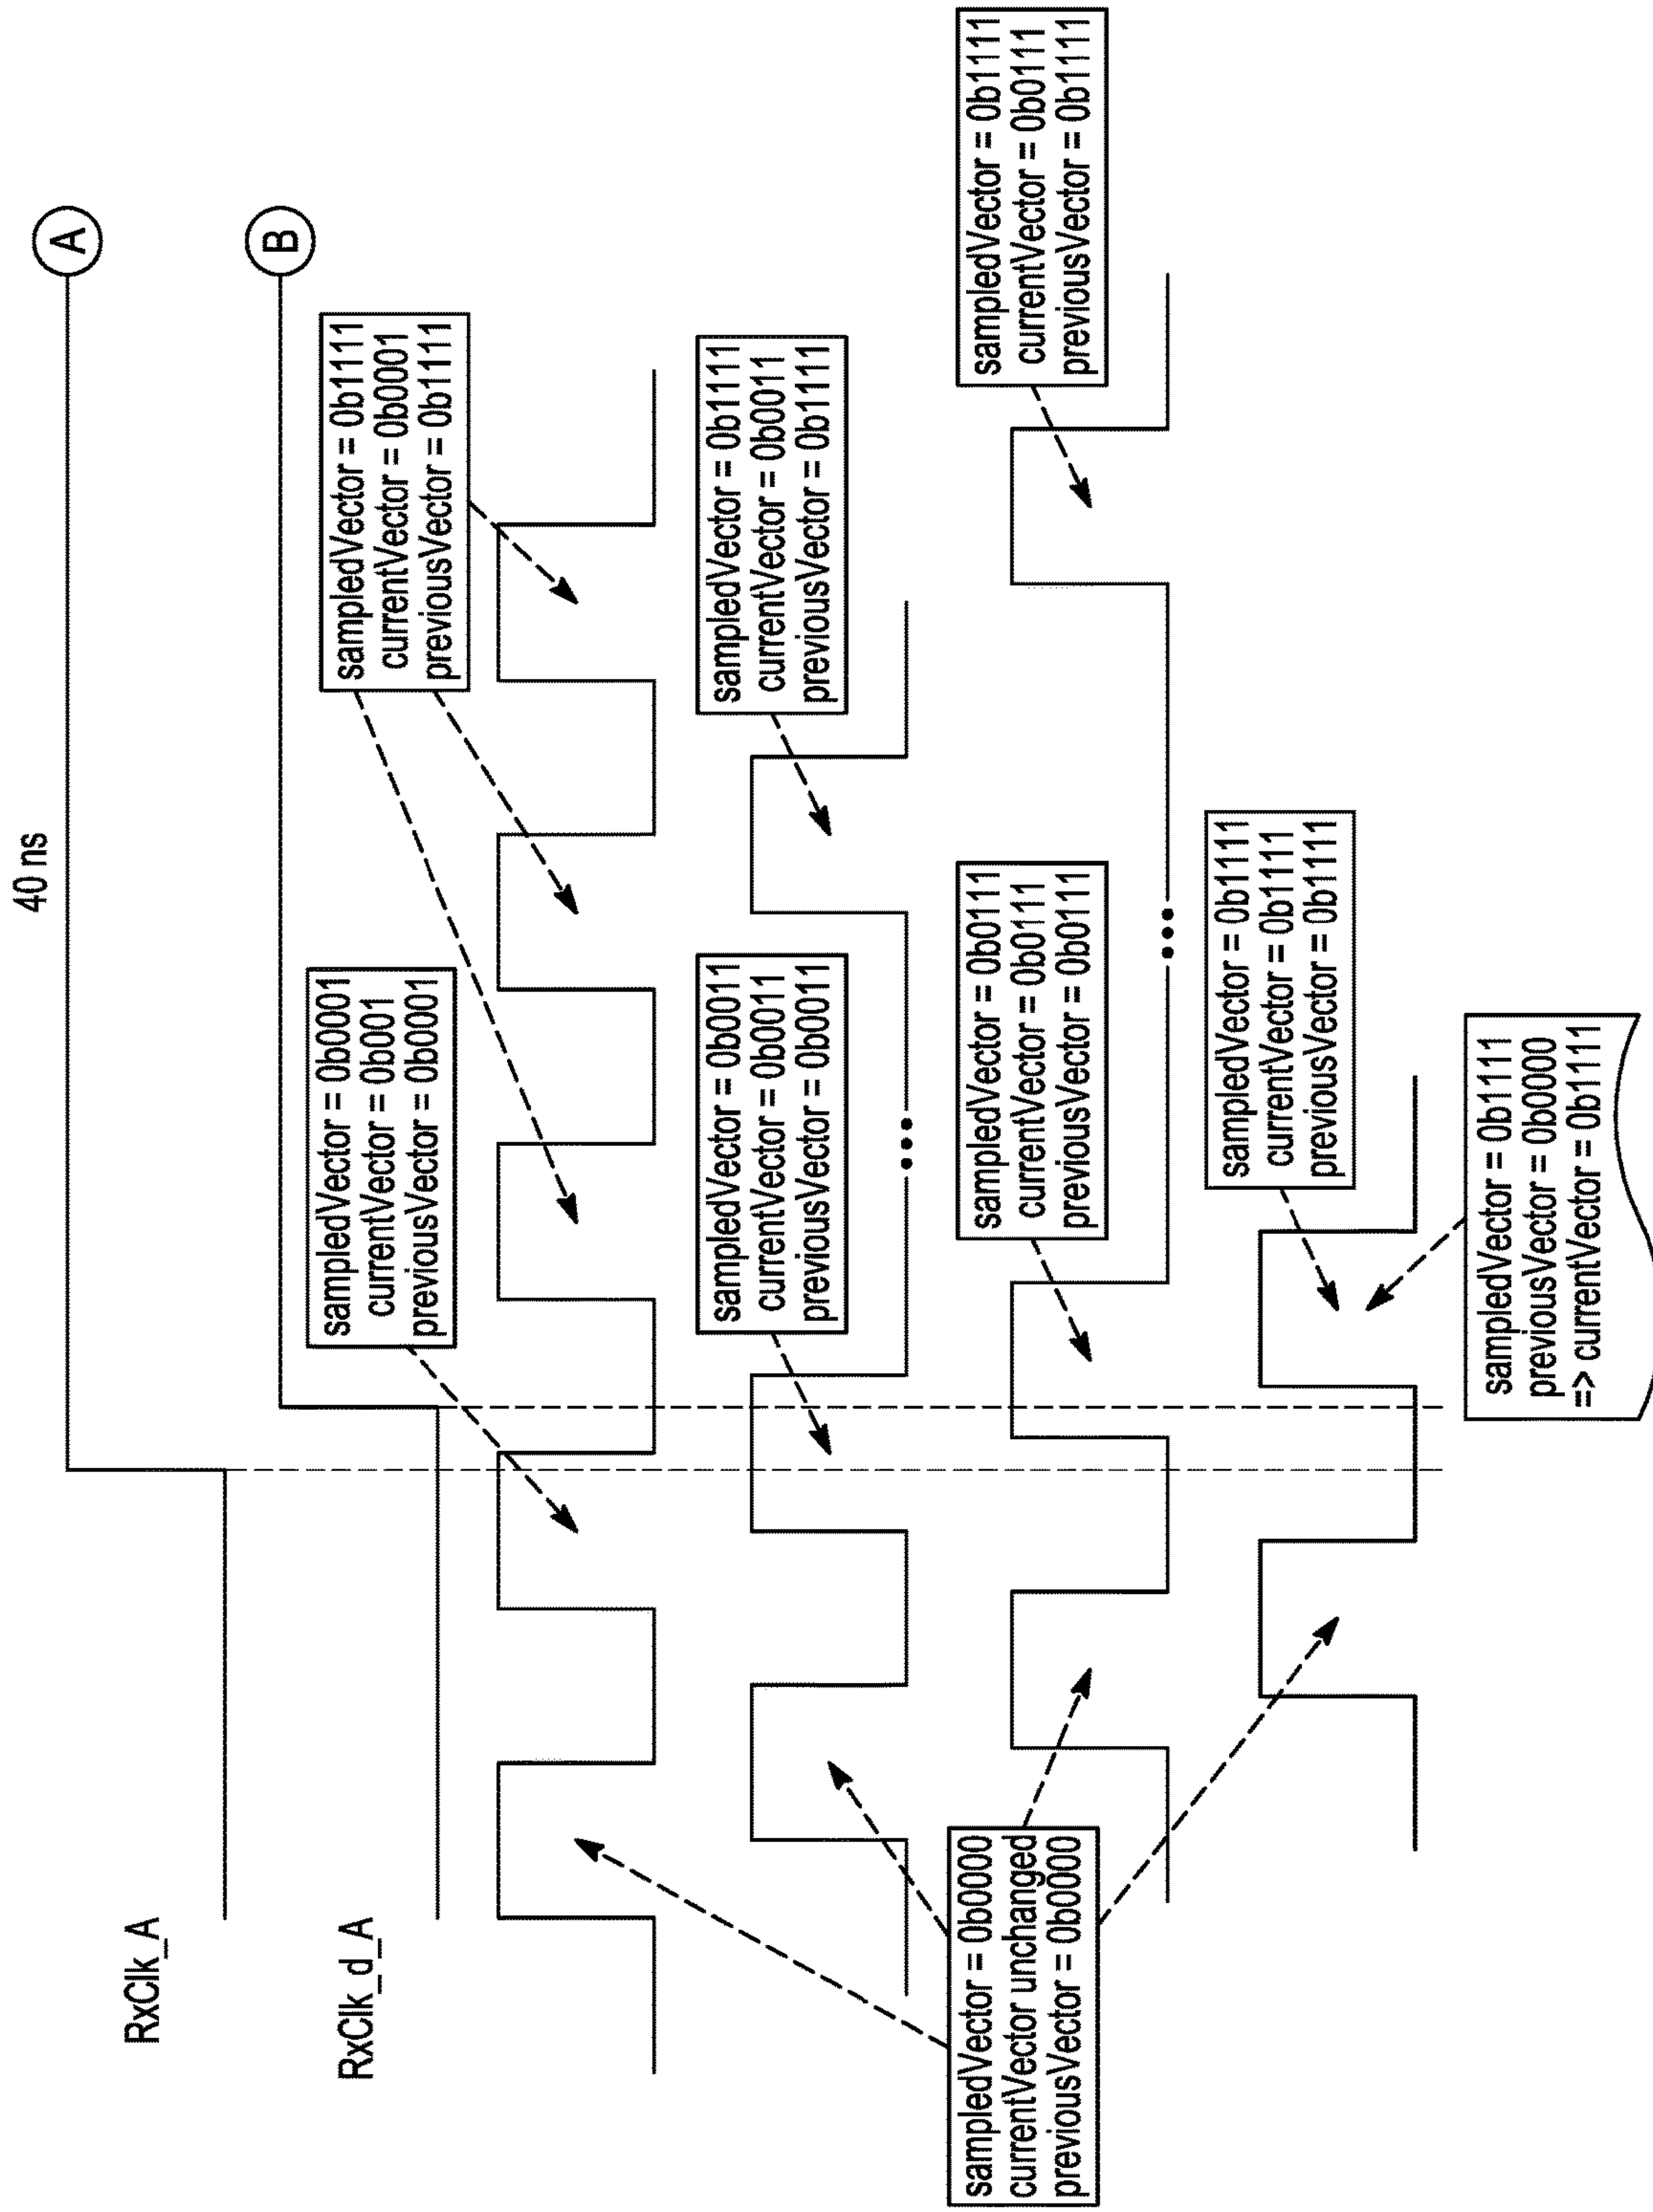 40 ns
RxClk_A
A
RxClk_d_A
B
sampledVector = 0b0001
currentVector = 0b001
previousVector = 0b0001
sampledVector = 0b1111
currentVector = 0b0001
previousVector = 0b1111
sampledVector = 0b0011
currentVector = 0b0011
previousVector = 0b0011
sampledVector = 0b1111
currentVector = 0b0011
previousVector = 0b1111
sampledVector = 0b0000
currentVector unchanged
previousVector = 0b0000
sampledVector = 0b0111
currentVector = 0b0111
previousVector = 0b0111
sampledVector = 0b1111
currentVector = 0b0111
previousVector = 0b1111
sampledVector = 0b1111
currentVector = 0b1111
previousVector = 0b1111
sampledVector = 0b1111
previousVector = 0b0000
=> currentVector = 0b1111